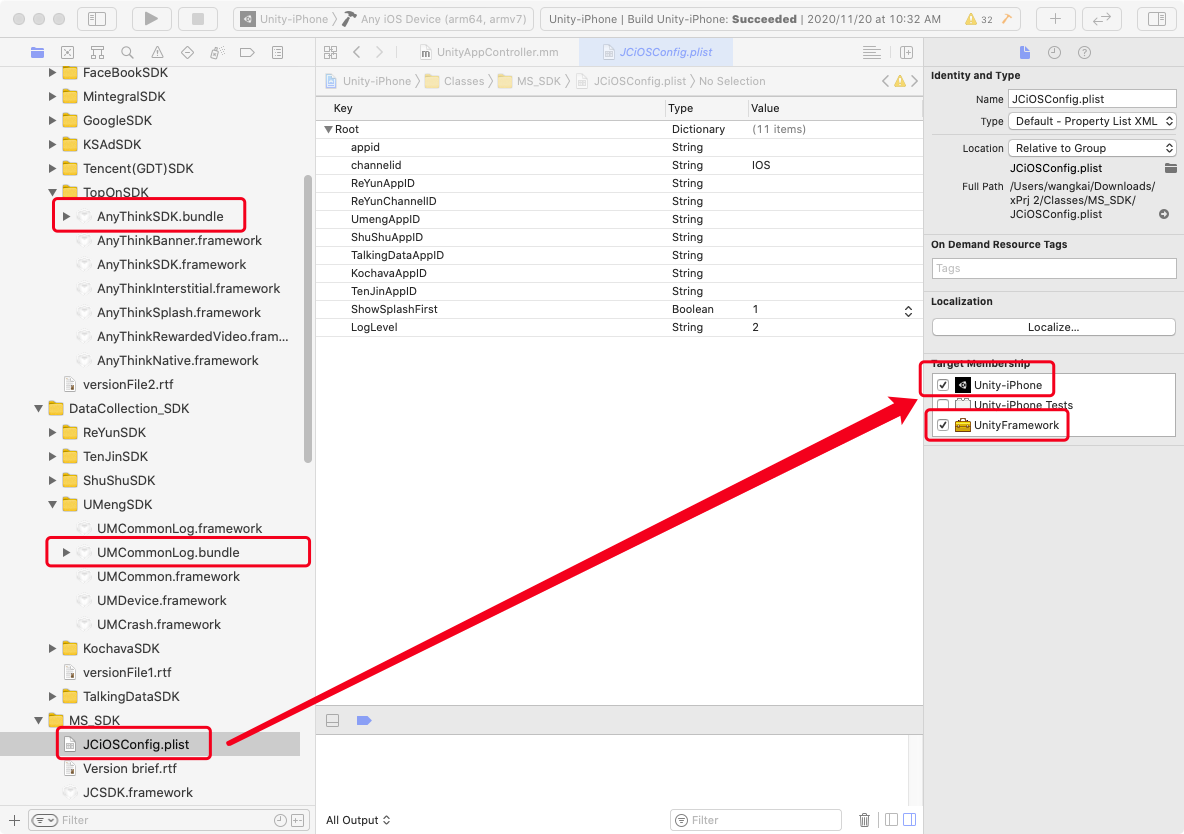 Unity-iPhone
Any iOS Device (arm64, armv7)
Unity-iPhone | Build Unity-iPhone: Succeeded | 2020/11/20 at 10:32 AM
32
FaceBookSDK
MintegralSDK
GoogleSDK
KSAdSDK
Tencent(GDT)SDK
TopOnSDK
AnyThinkSDK.bundle
AnyThinkBanner.framework
AnyThinkSDK.framework
AnyThinkInterstitial.framework
AnyThinkSplash.framework
AnyThinkRewardedVideo.fram...
AnyThinkNative.framework
versionFile2.rtf
DataCollection_SDK
ReYunSDK
TenJinSDK
ShuShuSDK
UMengSDK
UMCommonLog.framework
UMCommonLog.bundle
UMCommon.framework
UMDevice.framework
UMCrash.framework
KochavaSDK
versionFile1.rtf
TalkingDataSDK
MS_SDK
JCiOSConfig.plist
Version brief.rtf
JCSDK.framework
Filter
m UnityAppController.mm
JCiOSConfig.plist
Unity-iPhone
Classes
MS_SDK
JCiOSConfig.plist
No Selection
Key Type Value
Root Dictionary (11 items)
appid String
channelid String IOS
ReYunAppID String
ReYunChannelID String
UmengAppID String
ShuShuAppID String
TalkingDataAppID String
KochavaAppID String
TenJinAppID String
ShowSplashFirst Boolean 1
LogLevel String 2
All Output
Filter
Identity and Type
Name JCiOSConfig.plist
Type Default - Property List XML
Location Relative to Group
JCiOSConfig.plist
Full Path /Users/wangkai/Downloads/
xPrj 2/Classes/MS_SDK/
JCiOSConfig.plist
On Demand Resource Tags
Tags
Localization
Localize...
Target Membership
Unity-iPhone
Unity-iPhone Tests
UnityFramework